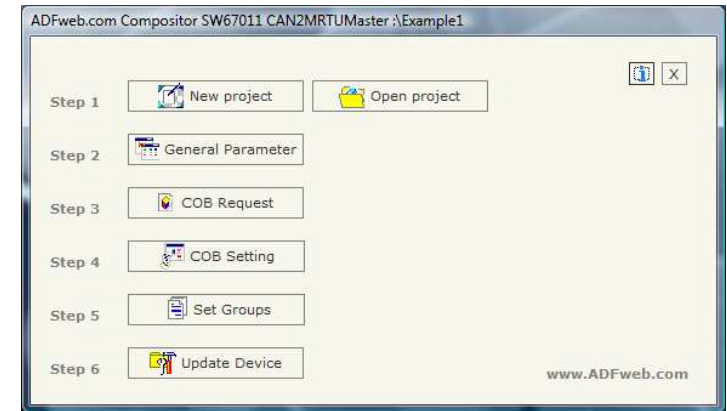 ADFweb.com Compositor SW67011 CAN2MRTUMaster :\Example1
Step 1 New project Open project X
Step 2 General Parameter
Step 3 COB Request
Step 4 COB Setting
Step 5 Set Groups
Step 6 Update Device
www.ADFweb.com